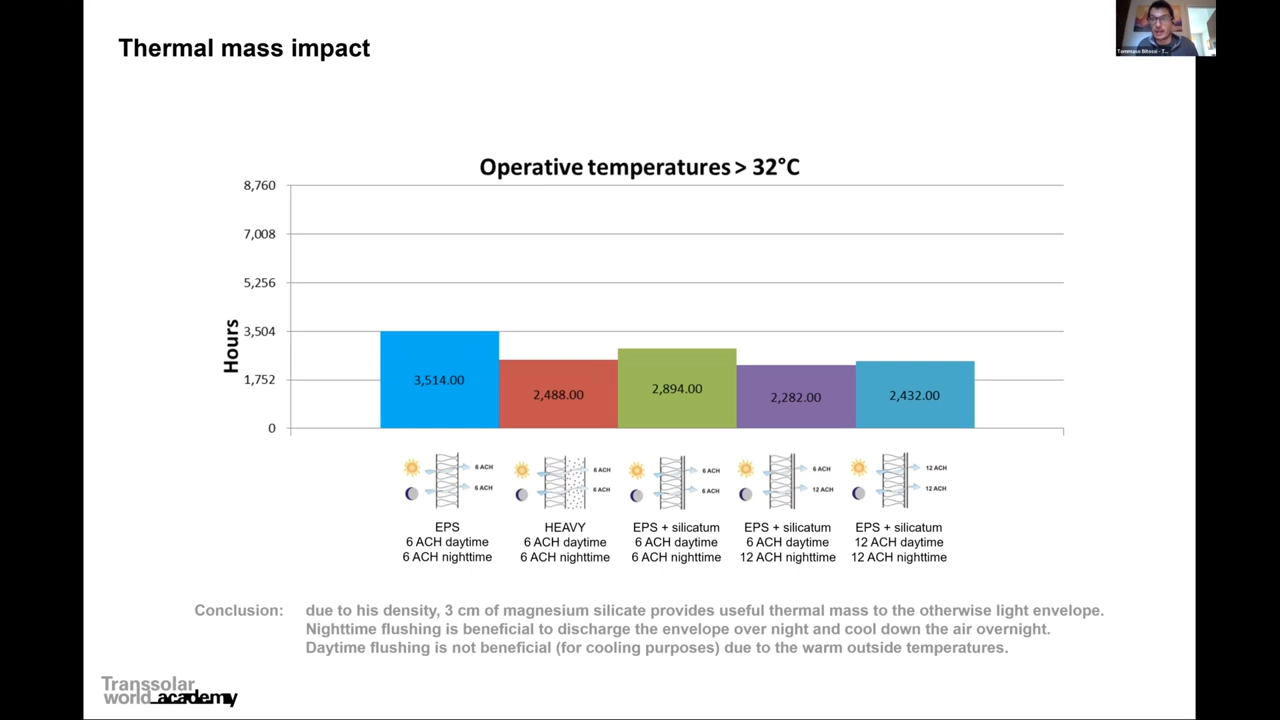 Thermal mass impact
Tommaso Bitossi - T...
Operative temperatures > 32°C
8,760
7,008
5,256
3,504
1,752
0
Hours
3,514.00
2,488.00
2,894.00
2,282.00
2,432.00
6 ACH
6 ACH
6 ACH
6 ACH
6 ACH
6 ACH
6 ACH
12 ACH
12 ACH
12 ACH
EPS
6 ACH daytime
6 ACH nighttime
HEAVY
6 ACH daytime
6 ACH nighttime
EPS + silicatum
6 ACH daytime
6 ACH nighttime
EPS + silicatum
6 ACH daytime
12 ACH nighttime
EPS + silicatum
12 ACH daytime
12 ACH nighttime
Conclusion: due to his density, 3 cm of magnesium silicate provides useful thermal mass to the otherwise light envelope.
Nighttime flushing is beneficial to discharge the envelope over night and cool down the air overnight.
Daytime flushing is not beneficial (for cooling purposes) due to the warm outside temperatures.
Transsolar
world academy